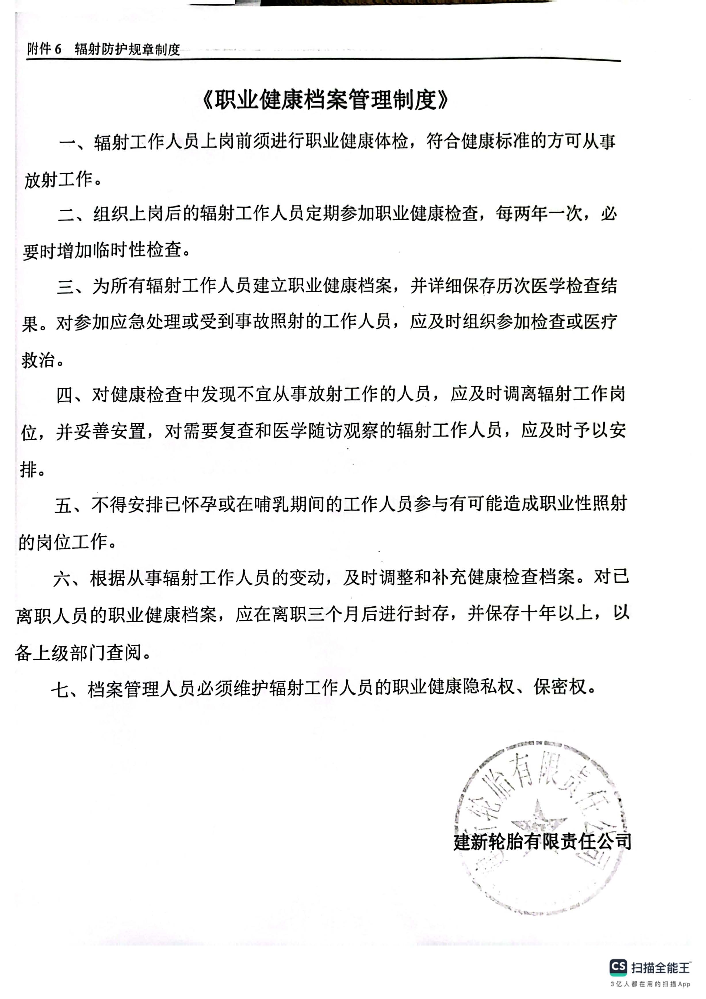 附件 6 辐射防护规章制度
《职业健康档案管理制度》
一、辐射工作人员上岗前须进行职业健康体检，符合健康标准的方可从事
放射工作。
二、组织上岗后的辐射工作人员定期参加职业健康检查，每两年一次，必
要时增加临时性检查。
三、为所有辐射工作人员建立职业健康档案，并详细保存历次医学检查结
果。对参加应急处理或受到事故照射的工作人员，应及时组织参加检查或医疗
救治。
四、对健康检查中发现不宜从事放射工作的人员，应及时调离辐射工作岗
位，并妥善安置，对需要复查和医学随访观察的辐射工作人员，应及时予以安
排。
五、不得安排已怀孕或在哺乳期间的工作人员参与有可能造成职业性照射
的岗位工作。
六、根据从事辐射工作人员的变动，及时调整和补充健康检查档案。对已
离职人员的职业健康档案，应在离职三个月后进行封存，并保存十年以上，以
备上级部门查阅。
七、档案管理人员必须维护辐射工作人员的职业健康隐私权、保密权。
轮胎有限责任公司
建新轮胎有限责任公司
CS 扫描全能王™
3亿人都在用的扫描App